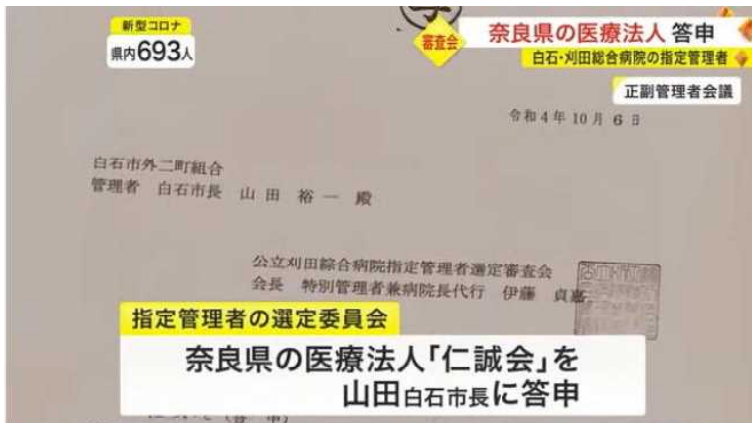 新型コロナ
県内693人
審査会
奈良県の医療法人 答申
白石・刈田総合病院の指定管理者
正副管理者会議
令和4年10月6日
白石市外二町組合
管理者 白石市長 山田 裕一 殿
公立刈田綜合病院指定管理者選定審査会
会長 特別管理者兼病院長代行 伊藤 貞嘉
指定管理者の選定委員会
奈良県の医療法人「仁誠会」を
山田白石市長に答申